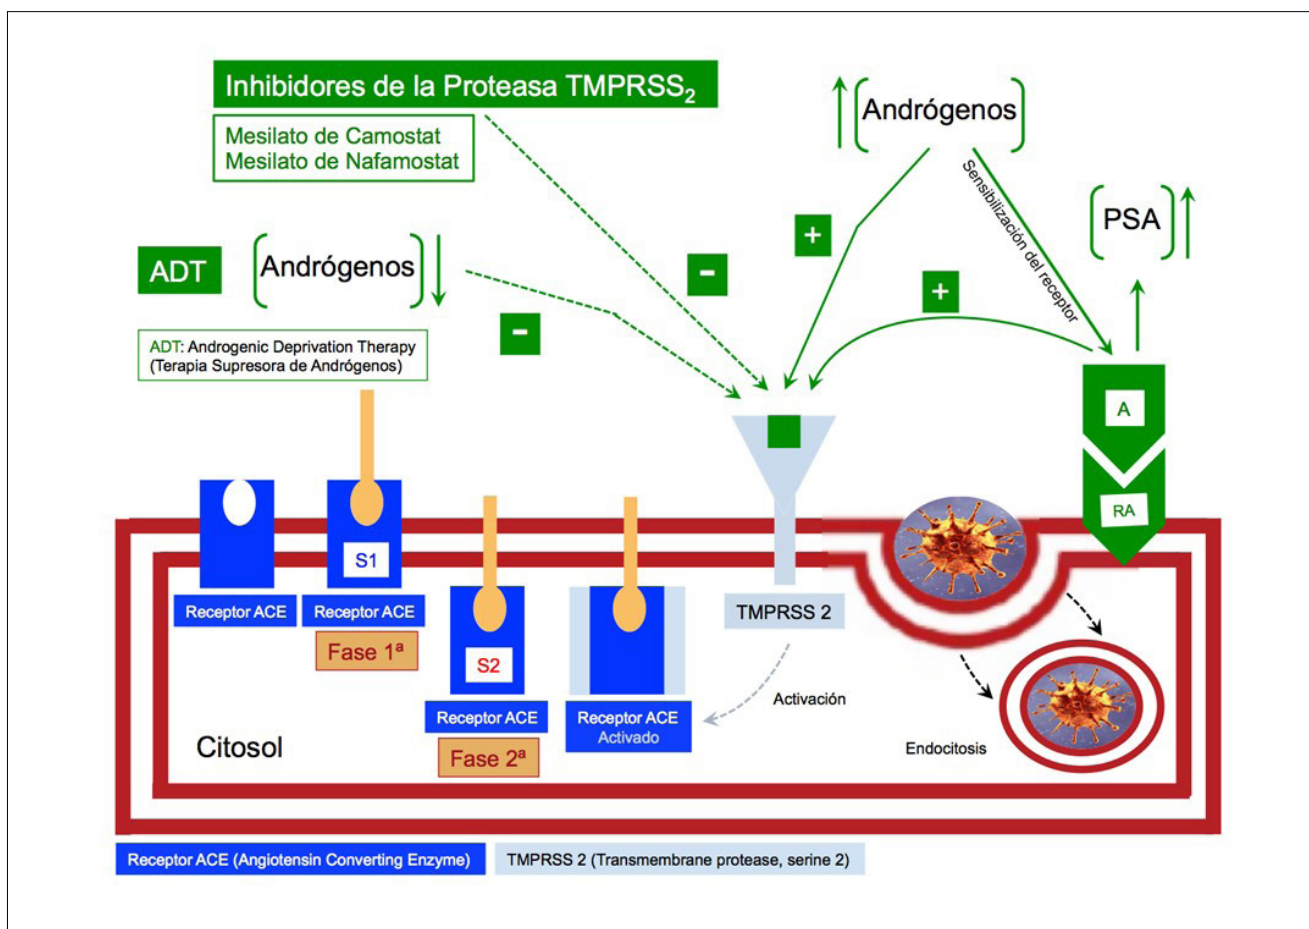 Inhibidores de la Proteasa TMPRSS₂
Mesilato de Camostat
Mesilato de Nafamostat
Andrógenos
Sensibilización del receptor
PSA
ADT
Andrógenos
ADT: Androgenic Deprivation Therapy
(Terapia Supresora de Andrógenos)
-
-
+
+
A
RA
S1
Receptor ACE
Receptor ACE
Fase 1ª
S2
Receptor ACE
Fase 2ª
Receptor ACE
Activado
TMPRSS 2
Activación
Endocitosis
Citosol
Receptor ACE (Angiotensin Converting Enzyme)
TMPRSS 2 (Transmembrane protease, serine 2)